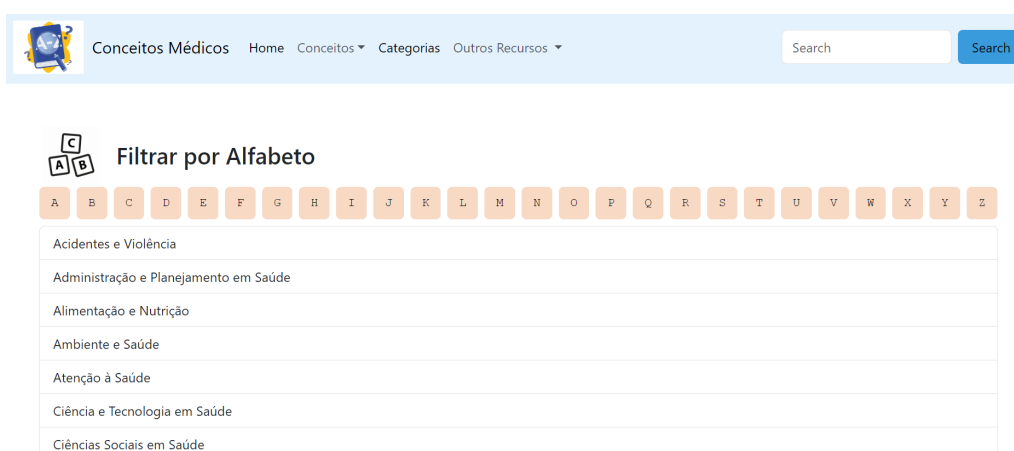 A-Z
Conceitos Médicos Home Conceitos Categorias Outros Recursos Search Search
C
A B
Filtrar por Alfabeto
A B C D E F G H I J K L M N O P Q R S T U V W X Y Z
Acidentes e Violência
Administração e Planejamento em Saúde
Alimentação e Nutrição
Ambiente e Saúde
Atenção à Saúde
Ciência e Tecnologia em Saúde
Ciências Sociais em Saúde